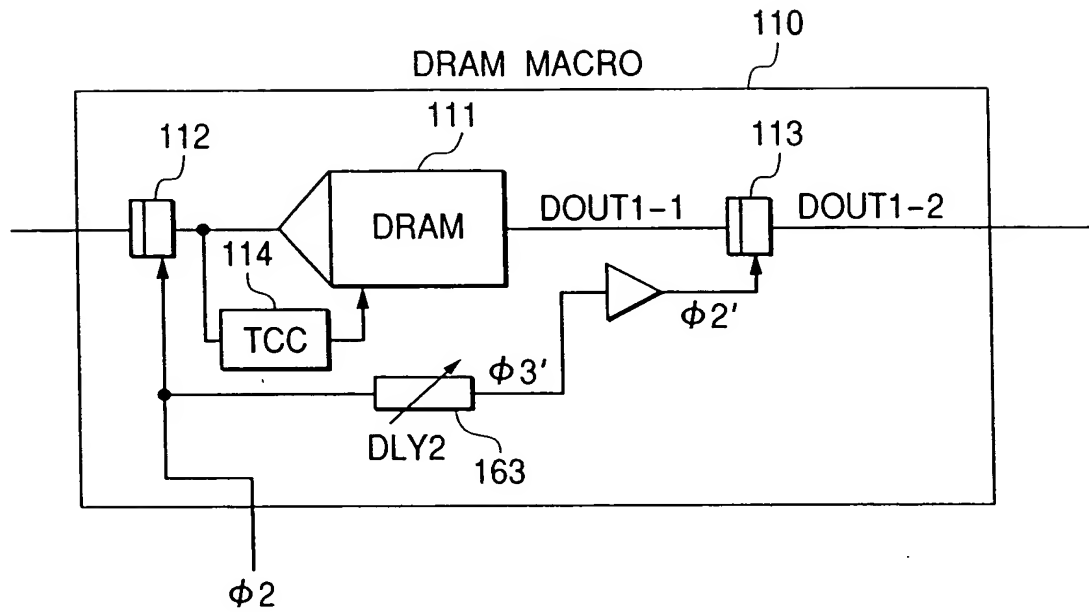 110
DRAM MACRO
112
111
113
DRAM
DOUT1-1
DOUT1-2
114
TCC
ϕ2'
ϕ3'
DLY2
163
ϕ2